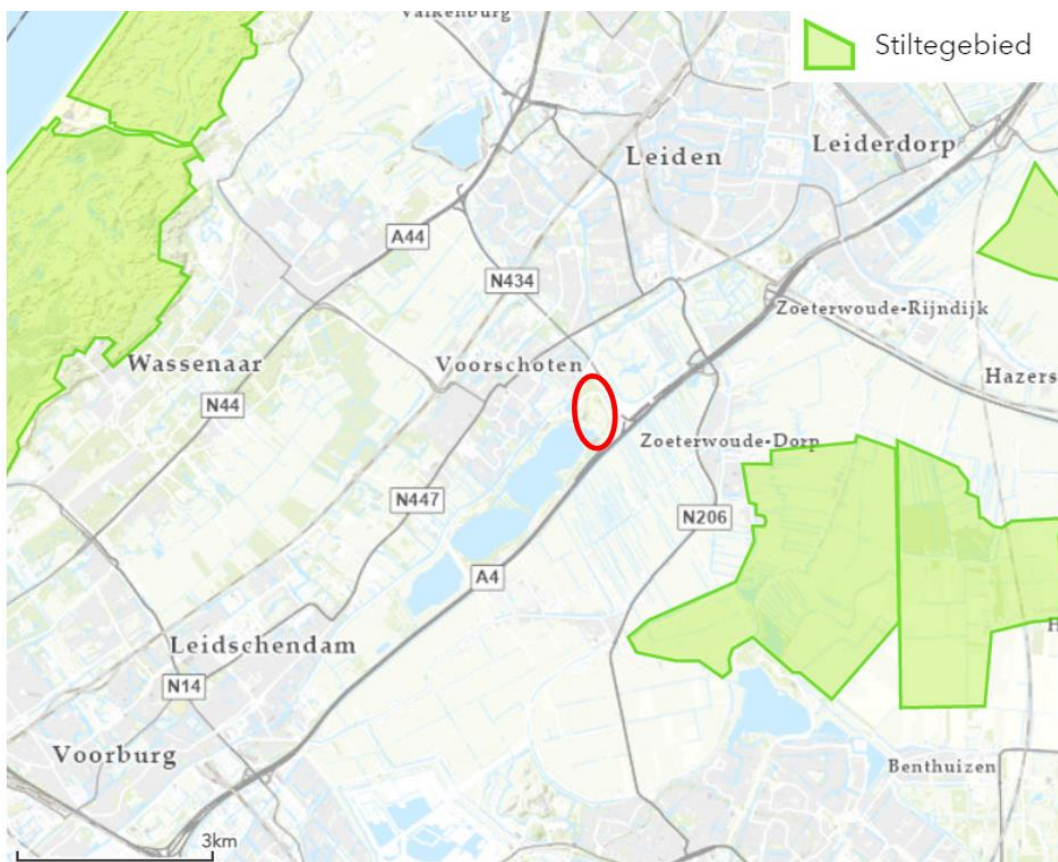 Valkenburg
Stiltegebied
Leiden
Leiderdorp
A44
N434
Zoeterwoude-Rijndijk
Wassenaar
Voorschoten
Hazers
N44
Zoeterwoude-Dorp
N447
N206
A4
H
Leidschendam
N14
Voorburg
Benthuizen
3km